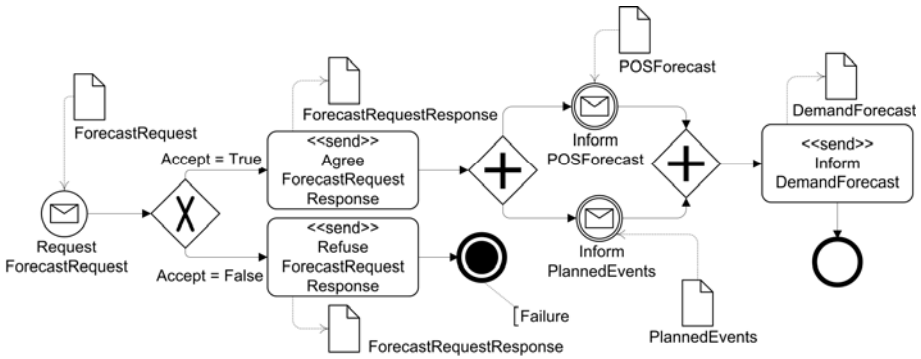 ForecastRequest
Request
ForecastRequest
Accept = True
Accept = False
ForecastRequestResponse
<<send>>
Agree
ForecastRequest
Response
<<send>>
Refuse
ForecastRequest
Response
ForecastRequestResponse
[Failure
POSForecast
Inform
POSForecast
Inform
PlannedEvents
PlannedEvents
DemandForecast
<<send>>
Inform
DemandForecast